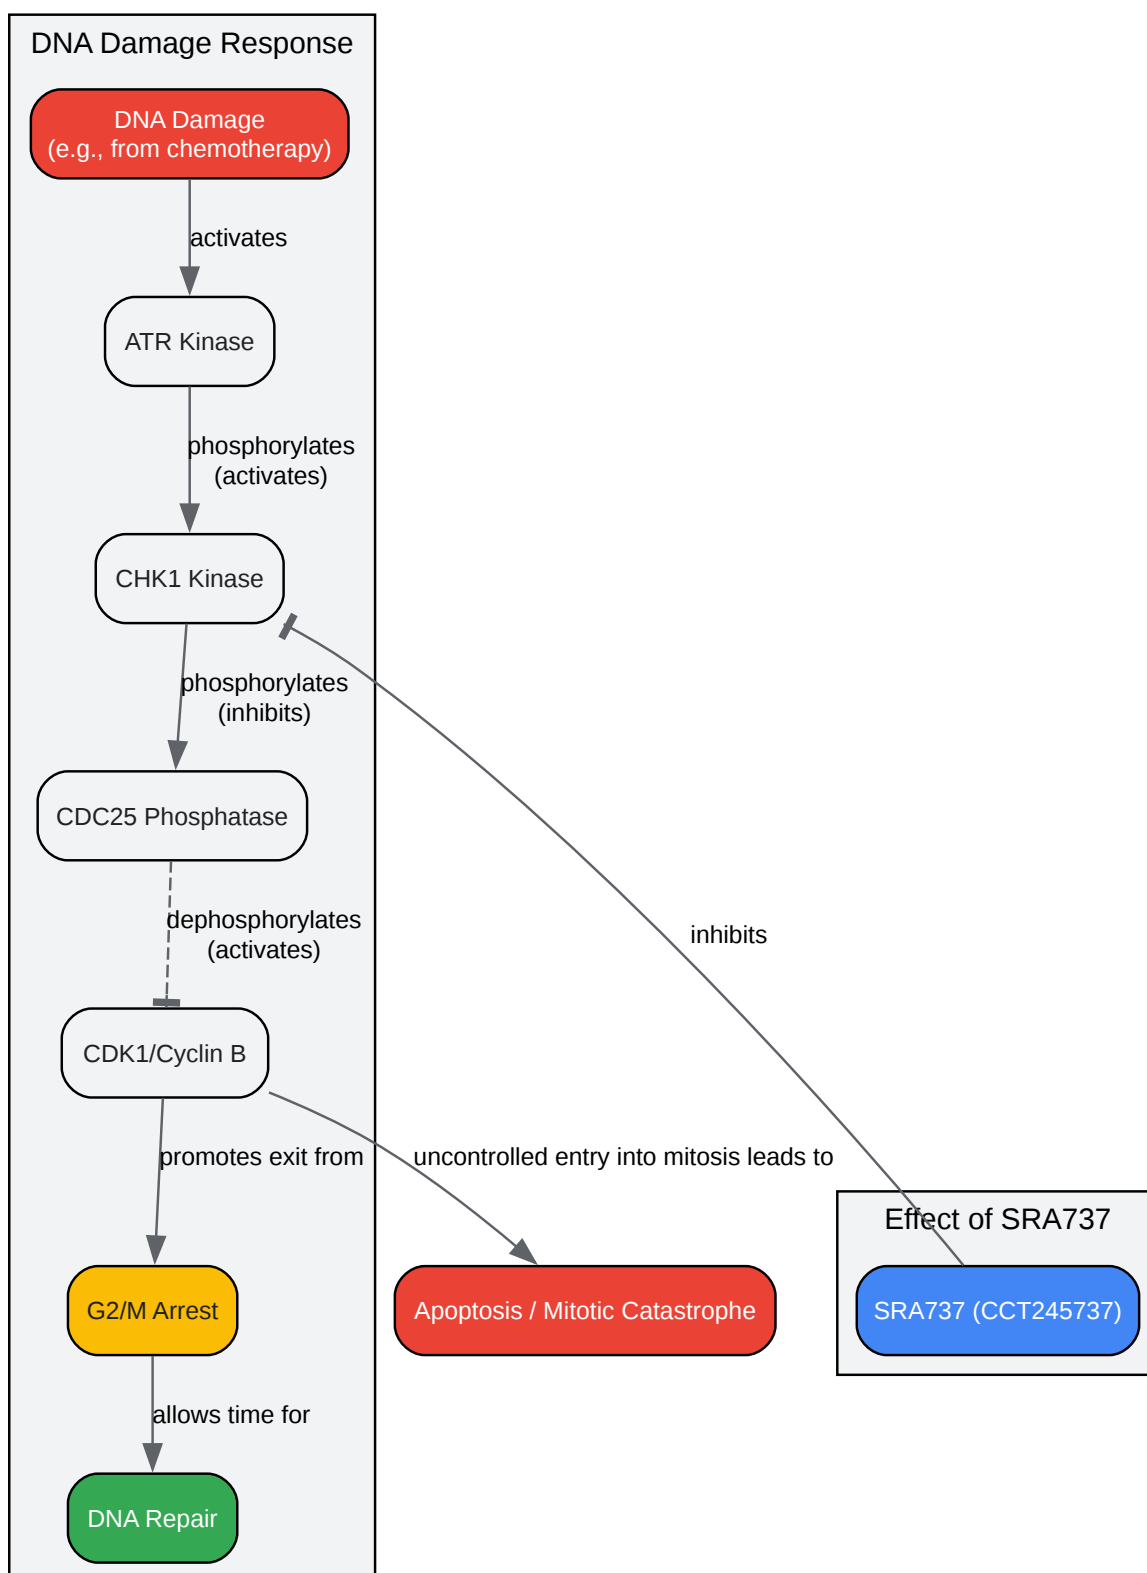 DNA Damage Response
DNA Damage
(e.g., from chemotherapy)
activates
ATR Kinase
phosphorylates
(activates)
CHK1 Kinase
phosphorylates
(inhibits)
CDC25 Phosphatase
dephosphorylates
(activates)
inhibits
CDK1/Cyclin B
promotes exit from
uncontrolled entry into mitosis leads to
Effect of SRA737
G2/M Arrest
Apoptosis / Mitotic Catastrophe
SRA737 (CCT245737)
allows time for
DNA Repair